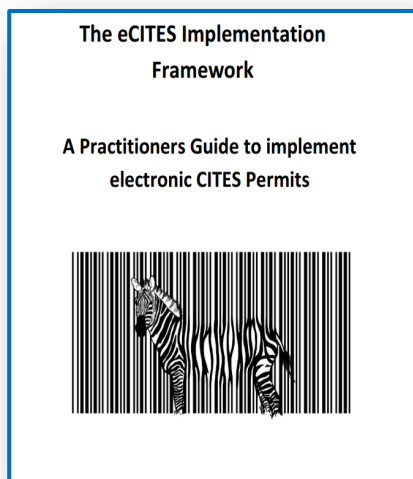 The eCITES Implementation
Framework
A Practitioners Guide to implement
electronic CITES Permits